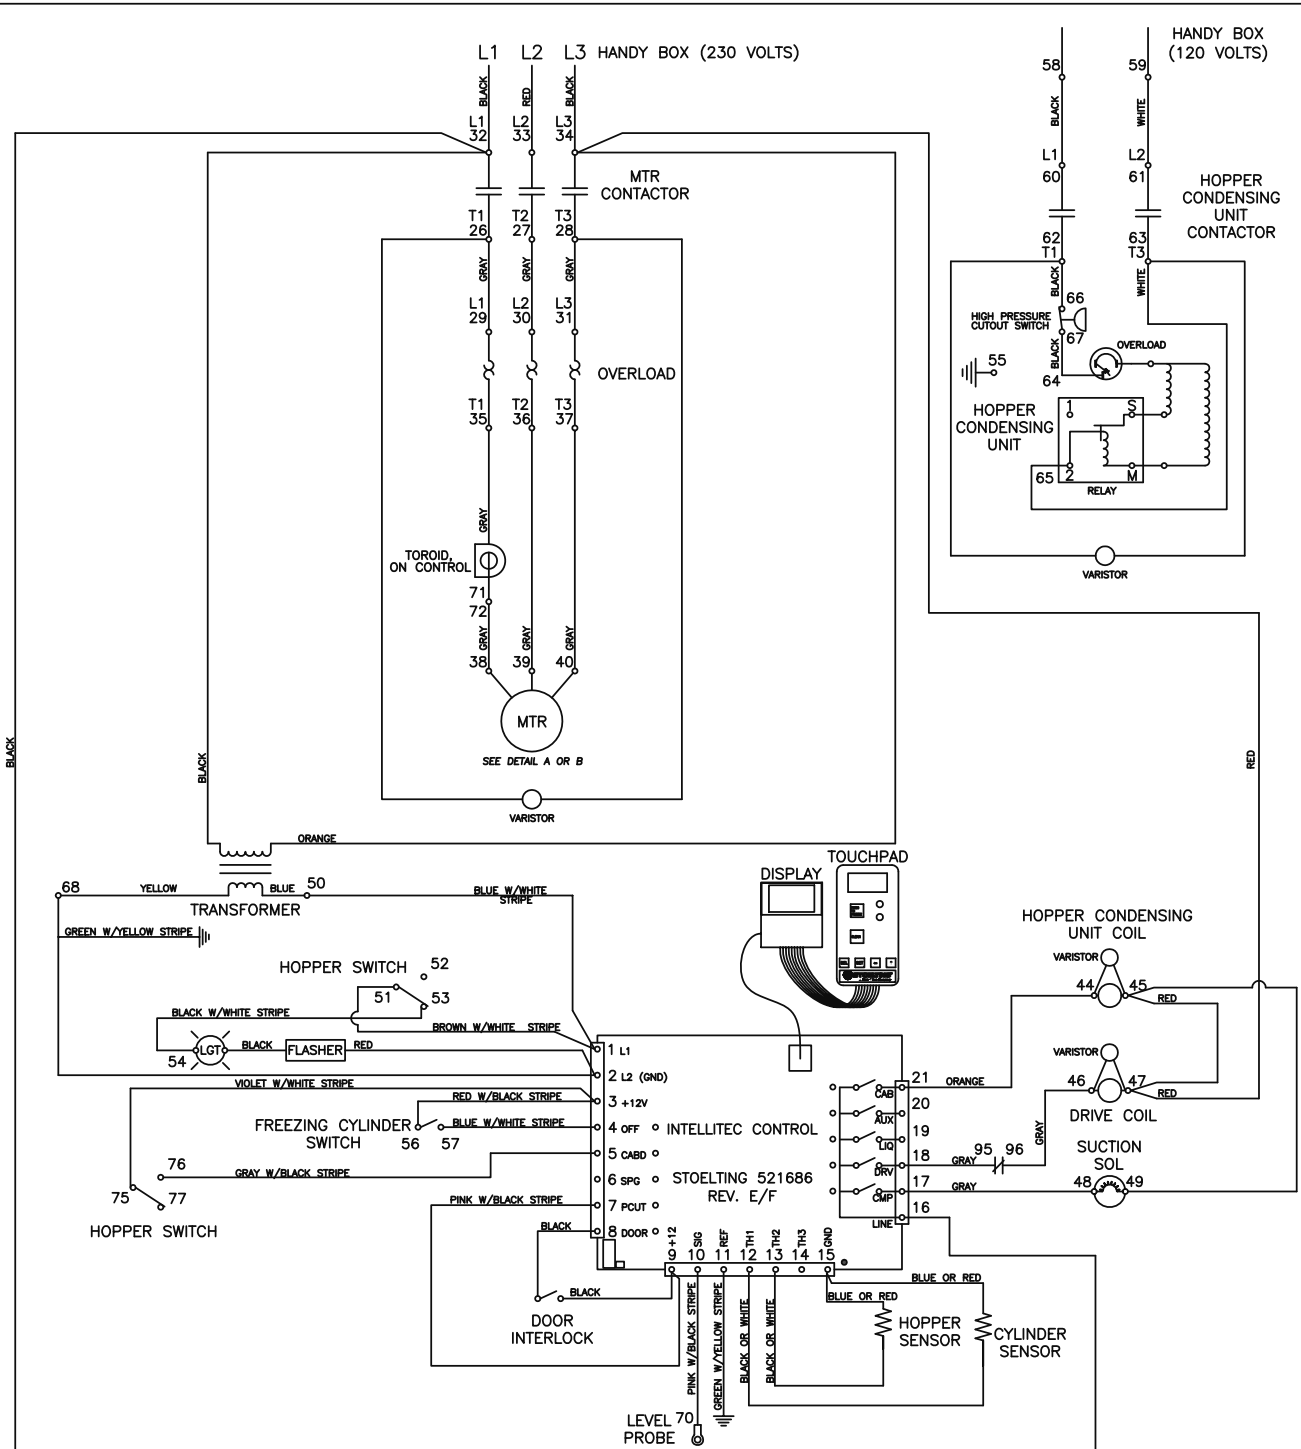 L1 L2 L3 HANDY BOX (230 VOLTS)
HANDY BOX
(120 VOLTS)
BLACK RED BLACK
58 59
BLACK WHITE
L1 L2 L3
32 33 34
L1 L2
60 61
MTR
CONTACTOR
HOPPER
CONDENSING
UNIT
CONTACTOR
T1 T2 T3
26 27 28
62 63
T1 T3
GRAY GRAY GRAY
BLACK WHITE
L1 L2 L3
29 30 31
66
HIGH PRESSURE
CUTOUT SWITCH
67
BLACK
OVERLOAD
OVERLOAD
55
64
T1 T2 T3
35 36 37
HOPPER
CONDENSING
UNIT
1 S
2 M
65
RELAY
GRAY
TOROID,
ON CONTROL
71
72
VARISTOR
GRAY GRAY GRAY
38 39 40
MTR
SEE DETAIL A OR B
VARISTOR
BLACK
BLACK
RED
ORANGE
68 YELLOW BLUE 50
BLUE W/WHITE
STRIPE
TRANSFORMER
GREEN W/YELLOW STRIPE
DISPLAY
TOUCHPAD
HOPPER CONDENSING
UNIT COIL
VARISTOR
44 45
RED
HOPPER SWITCH
52
51 53
BLACK W/WHITE STRIPE
BROWN W/WHITE STRIPE
54 LGT BLACK FLASHER RED
VIOLET W/WHITE STRIPE
RED W/BLACK STRIPE
FREEZING CYLINDER
SWITCH
56 57
BLUE W/WHITE STRIPE
76
75 77
GRAY W/BLACK STRIPE
HOPPER SWITCH
PINK W/BLACK STRIPE
BLACK
1 L1
2 L2 (GND)
3 +12V
4 OFF
5 CABD
6 SPG
7 PCUT
8 DOOR
INTELLITEC CONTROL
STOELTING 521686
REV. E/F
21 CAB ORANGE
20 AUX
19 LIQ
18 DRV GRAY 95 96
17 CMP GRAY
16 LINE
VARISTOR
46 47
RED
DRIVE COIL
GRAY
SUCTION
SOL
48 49
+12 SIG REF TH1 TH2 TH3 GND
9 10 11 12 13 14 15
BLACK
DOOR
INTERLOCK
PINK W/BLACK STRIPE
GREEN W/YELLOW STRIPE
BLACK OR WHITE
BLACK OR WHITE
BLUE OR RED
BLUE OR RED
HOPPER
SENSOR
CYLINDER
SENSOR
LEVEL
PROBE
70